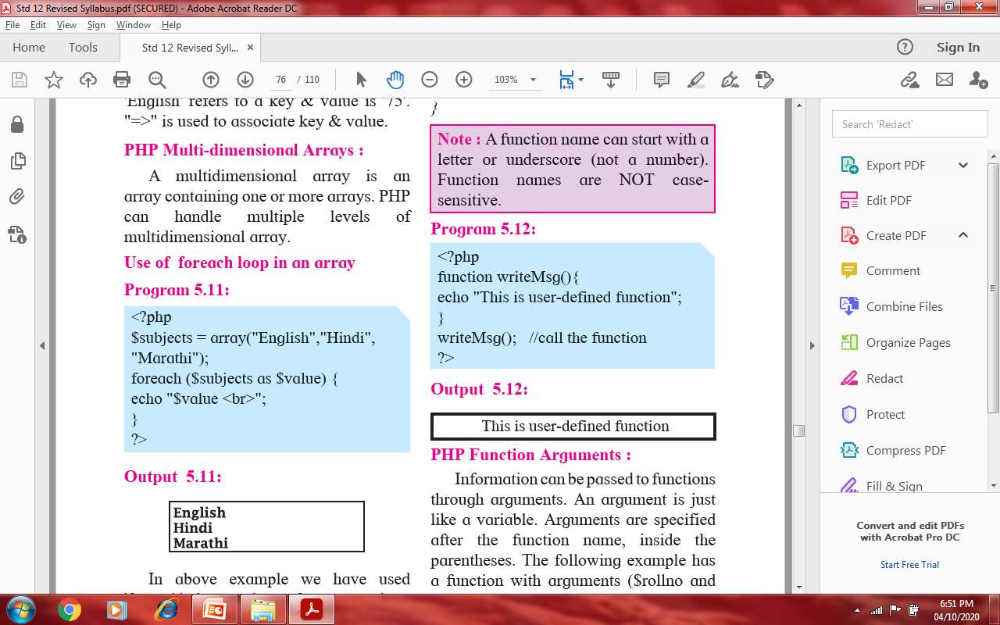 Std 12 Revised Syllabus.pdf (SECURED) - Adobe Acrobat Reader DC
File Edit View Sign Window Help
Home Tools Std 12 Revised Syll... × Sign In
76 / 110 103%
'English' refers to a key & value is '75'.
"=>" is used to associate key & value.
PHP Multi-dimensional Arrays :
A multidimensional array is an
array containing one or more arrays. PHP
can handle multiple levels of
multidimensional array.
Use of foreach loop in an array
Program 5.11:
<?php
$subjects = array("English","Hindi",
"Marathi");
foreach ($subjects as $value) {
echo "$value <br>";
}
?>
Output 5.11:
English
Hindi
Marathi
In above example we have used
}
Note : A function name can start with a
letter or underscore (not a number).
Function names are NOT case-
sensitive.
Program 5.12:
<?php
function writeMsg(){
echo "This is user-defined function";
}
writeMsg(); //call the function
?>
Output 5.12:
This is user-defined function
PHP Function Arguments :
Information can be passed to functions
through arguments. An argument is just
like a variable. Arguments are specified
after the function name, inside the
parentheses. The following example has
a function with arguments ($rollno and
Search 'Redact'
Export PDF
Edit PDF
Create PDF
Comment
Combine Files
Organize Pages
Redact
Protect
Compress PDF
Fill & Sign
Convert and edit PDFs
with Acrobat Pro DC
Start Free Trial
6:51 PM
04/10/2020